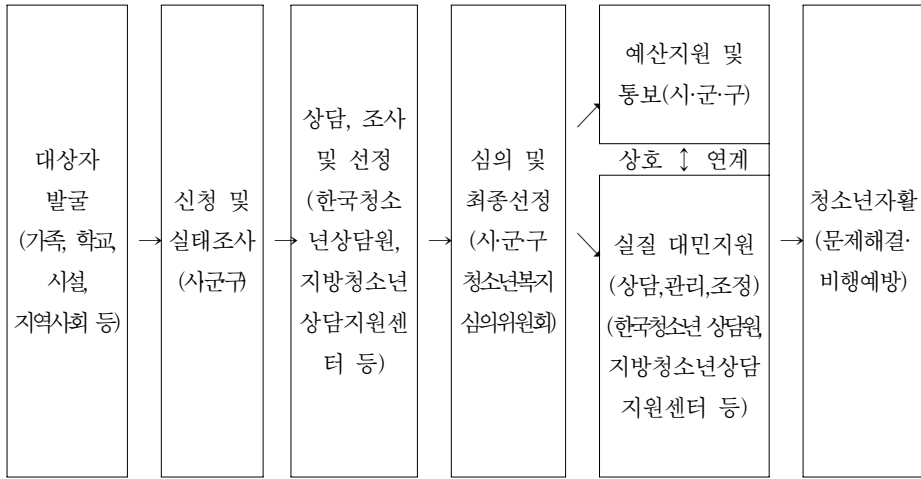 대상자
발굴
(가족, 학교,
시설,
지역사회 등)
→
신청 및
실태조사
(시·군·구)
→
상담, 조사
및 선정
(한국청소
년상담원,
지방청소년
상담지원센
터 등)
→
심의 및
최종선정
(시·군·구
청소년복지
심의위원회)
↗
↘
예산지원 및
통보(시·군·구)
상호 ↕ 연계
실질 대민지원
(상담,관리,조정)
(한국청소년 상담원,
지방청소년상담
지원센터 등)
→
청소년자활
(문제해결·
비행예방)